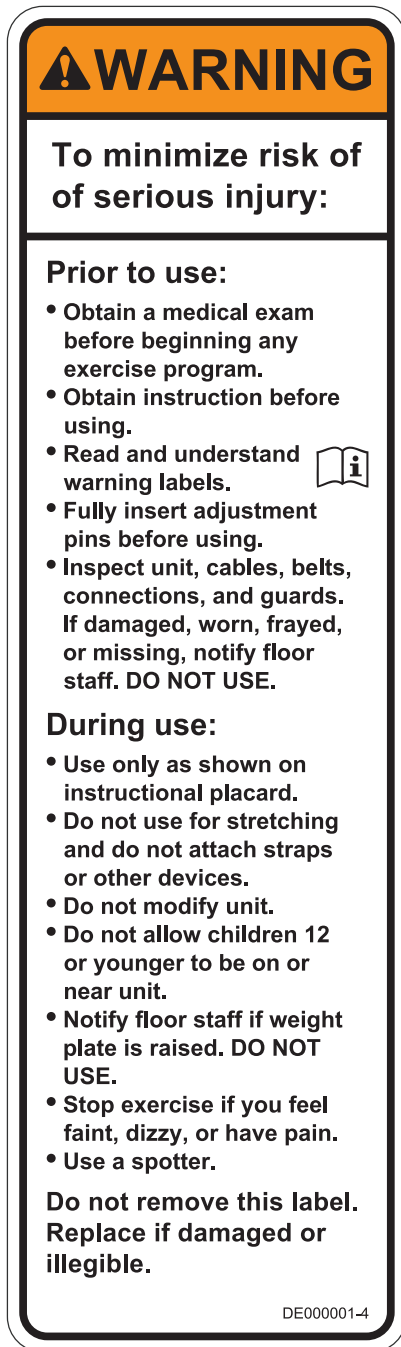 WARNING
To minimize risk of
of serious injury:
Prior to use:
• Obtain a medical exam
before beginning any
exercise program.
• Obtain instruction before
using.
• Read and understand
warning labels.
• Fully insert adjustment
pins before using.
• Inspect unit, cables, belts,
connections, and guards.
If damaged, worn, frayed,
or missing, notify floor
staff. DO NOT USE.
During use:
• Use only as shown on
instructional placard.
• Do not use for stretching
and do not attach straps
or other devices.
• Do not modify unit.
• Do not allow children 12
or younger to be on or
near unit.
• Notify floor staff if weight
plate is raised. DO NOT
USE.
• Stop exercise if you feel
faint, dizzy, or have pain.
• Use a spotter.
Do not remove this label.
Replace if damaged or
illegible.
DE000001-4